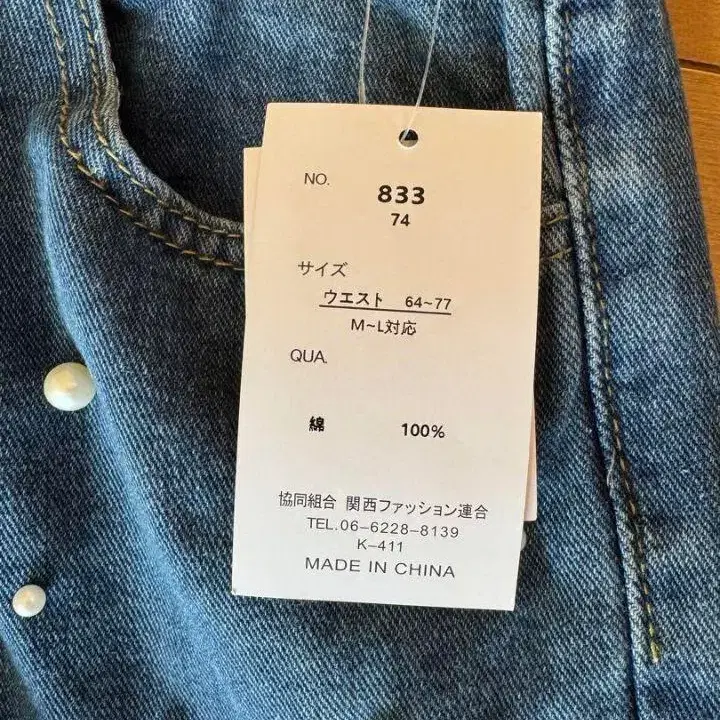 NO.
833
74
サイズ
ウエスト 64~77
M~L対応
QUA.
綿 100%
協同組合 関西ファッション連合
TEL.06-6228-8139
K-411
MADE IN CHINA